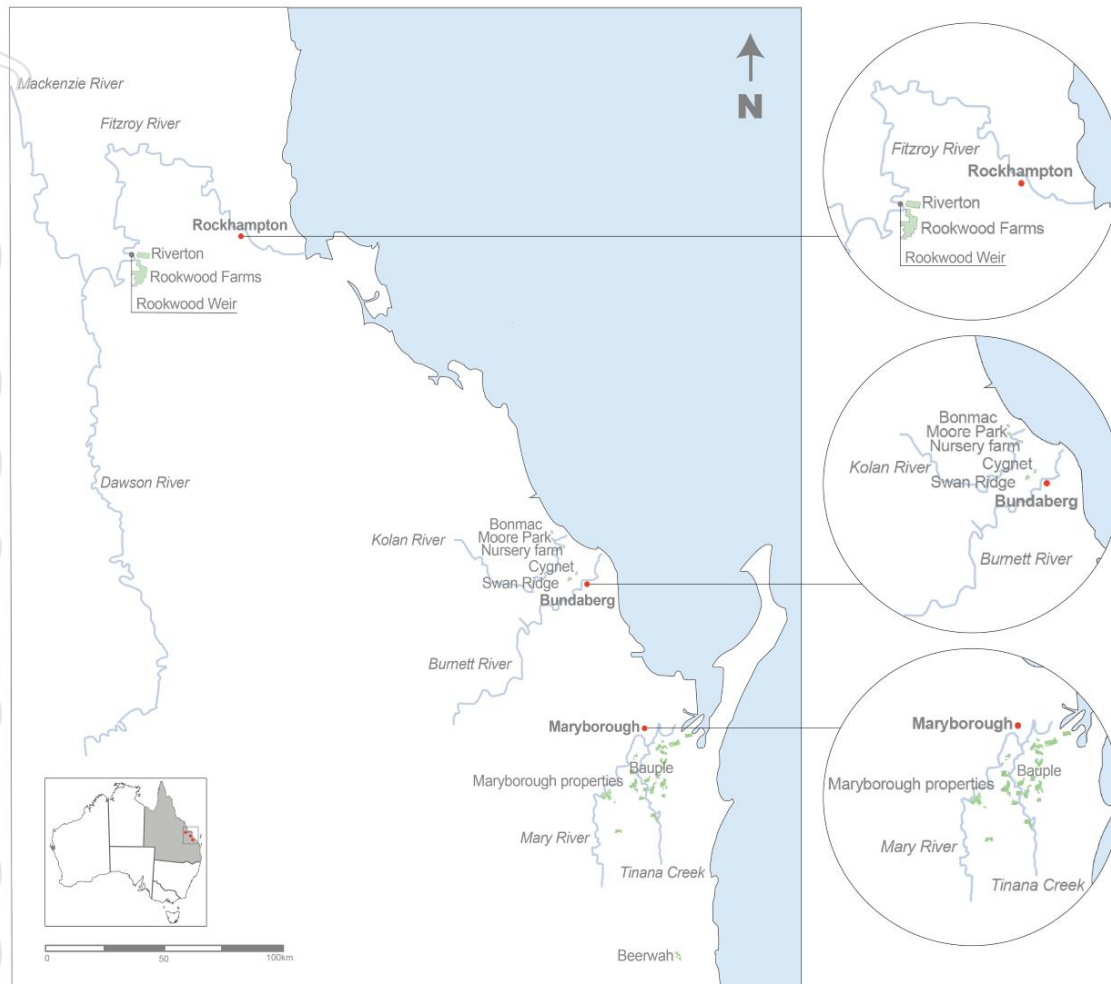 Mackenzie River
Fitzroy River
Rockhampton
Riverton
Rookwood Farms
Rookwood Weir
Dawson River
N
Kolan River
Bonmac
Moore Park
Nursery farm
Cygnet
Swan Ridge
Bundaberg
Burnett River
Maryborough
Bauple
Maryborough properties
Mary River
Tinana Creek
Beerwah
0 50 100km
Fitzroy River
Rockhampton
Riverton
Rookwood Farms
Rookwood Weir
Bonmac
Moore Park
Nursery farm
Kolan River
Cygnet
Swan Ridge
Bundaberg
Burnett River
Maryborough
Bauple
Maryborough properties
Mary River
Tinana Creek